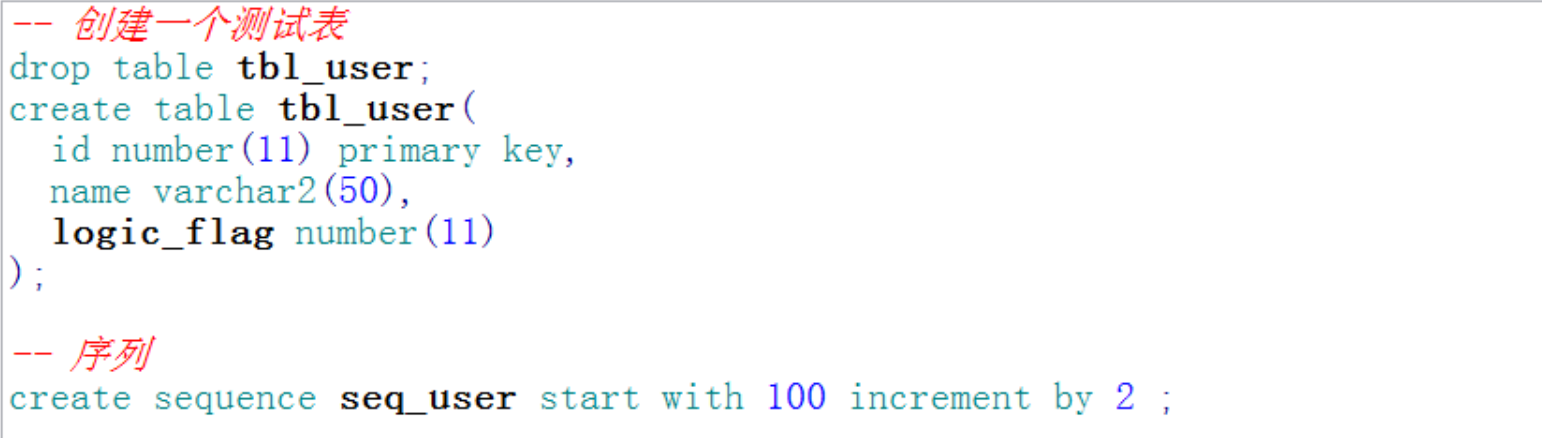 -- 创建一个测试表
drop table tbl_user;
create table tbl_user(
id number(11) primary key,
name varchar2(50),
logic_flag number(11)
);
-- 序列
create sequence seq_user start with 100 increment by 2 ;